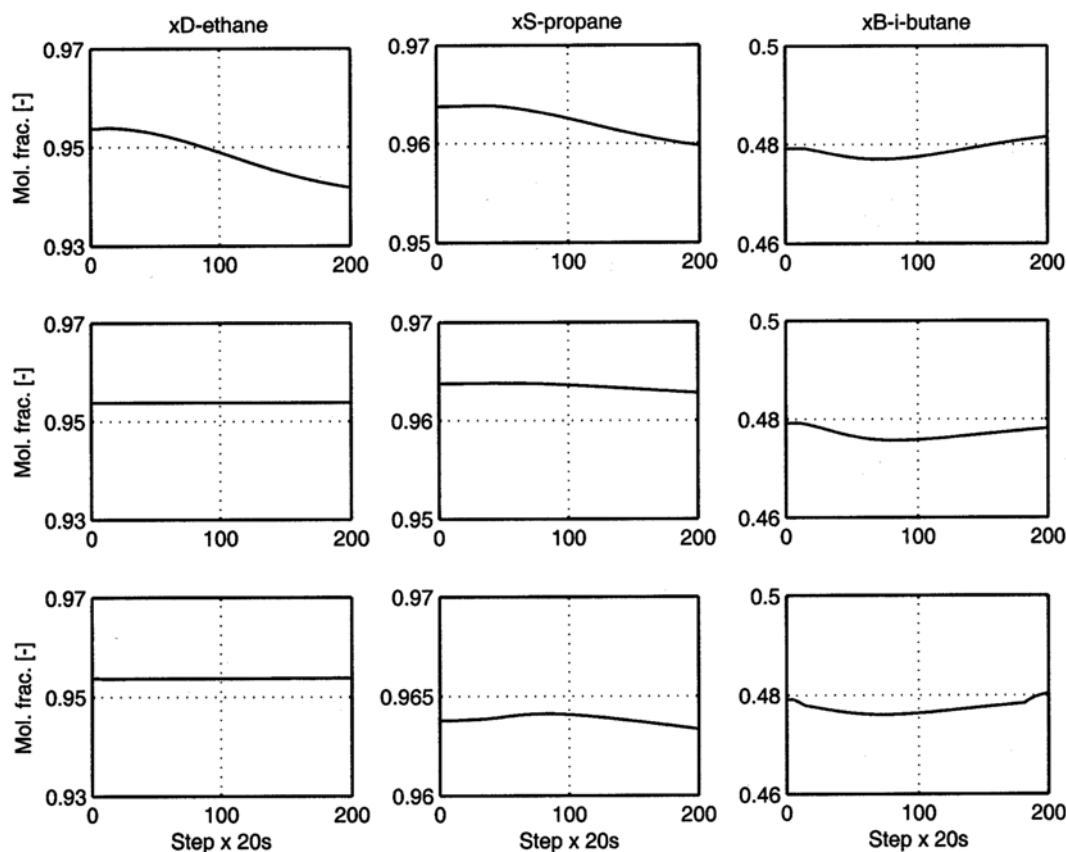 xD-ethane xS-propane xB-i-butane
0.97 0.97 0.5
Mol. frac. [-]
0.95 0.96 0.48
0.93 0.95 0.46
0 100 200 0 100 200 0 100 200
0.97 0.97 0.5
Mol. frac. [-]
0.95 0.96 0.48
0.93 0.95 0.46
0 100 200 0 100 200 0 100 200
0.97 0.97 0.5
Mol. frac. [-]
0.95 0.965 0.48
0.93 0.96 0.46
0 100 200 0 100 200 0 100 200
Step x 20s Step x 20s Step x 20s